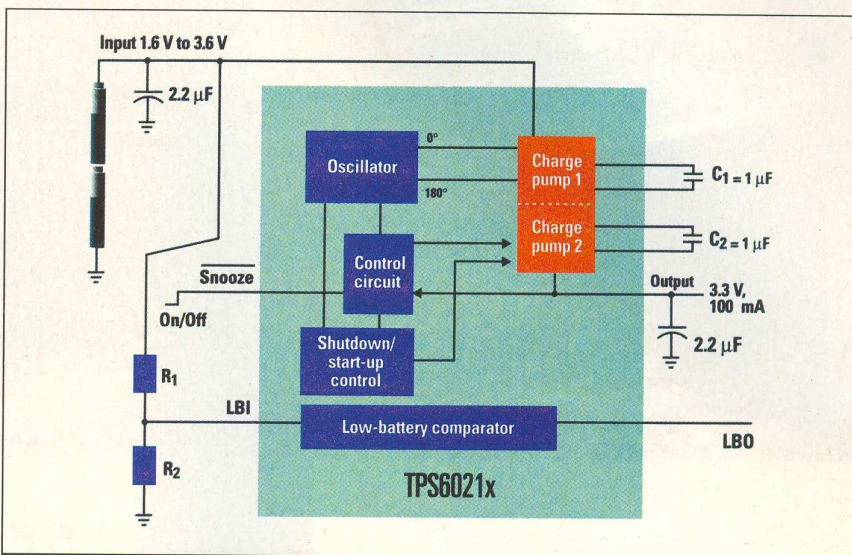 Input 1.6 V to 3.6 V
2.2 µF
Oscillator
0°
180°
Charge
pump 1
C1 = 1 µF
Charge
pump 2
C2 = 1 µF
Snooze
Control
circuit
Output
3.3 V,
100 mA
On/Off
2.2 µF
Shutdown/
start-up
control
R1
LBI
Low-battery comparator
LBO
R2
TPS6021x